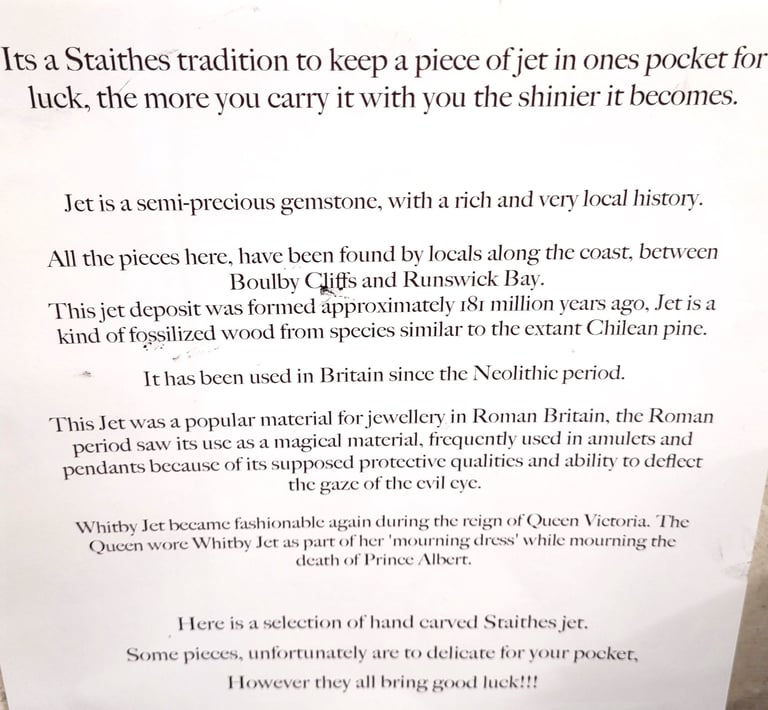 Its a Staithes tradition to keep a piece of jet in ones pocket for
luck, the more you carry it with you the shinier it becomes.
Jet is a semi-precious gemstone, with a rich and very local history.
All the pieces here, have been found by locals along the coast, between
Boulby Cliffs and Runswick Bay.
This jet deposit was formed approximately 181 million years ago, Jet is a
kind of fossilized wood from species similar to the extant Chilean pine.
It has been used in Britain since the Neolithic period.
This Jet was a popular material for jewellery in Roman Britain, the Roman
period saw its use as a magical material, frequently used in amulets and
pendants because of its supposed protective qualities and ability to deflect
the gaze of the evil eye.
Whitby Jet became fashionable again during the reign of Queen Victoria. The
Queen wore Whitby Jet as part of her 'mourning dress' while mourning the
death of Prince Albert.
Here is a selection of hand carved Staithes jet.
Some pieces, unfortunately are to delicate for your pocket,
However they all bring good luck!!!